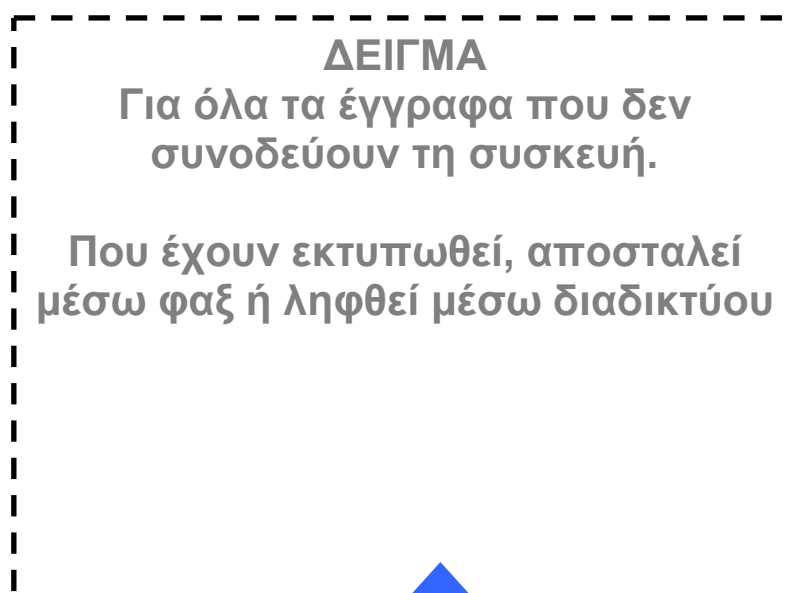 ΔΕΙΓΜΑ
Για όλα τα έγγραφα που δεν
συνοδεύουν τη συσκευή.
Που έχουν εκτυπωθεί, αποσταλεί
μέσω φαξ ή ληφθεί μέσω διαδικτύου